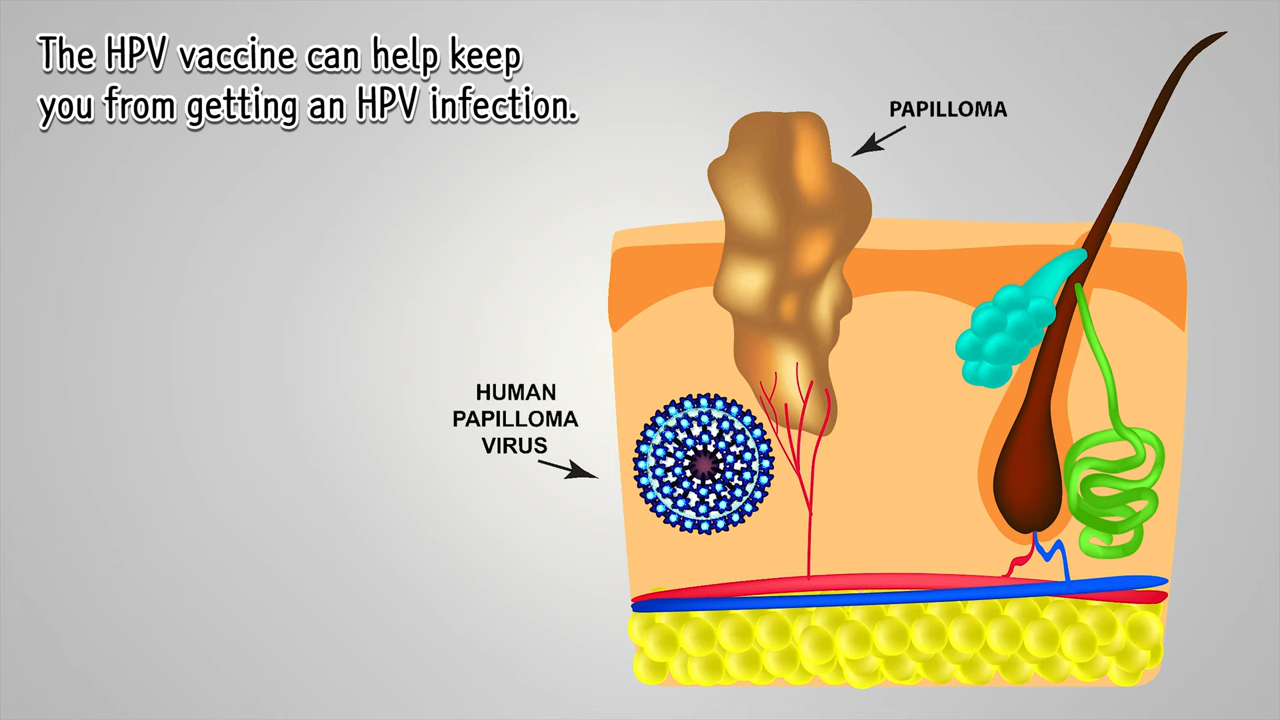 The HPV vaccine can help keep
you from getting an HPV infection.
PAPILLOMA
HUMAN
PAPILLOMA
VIRUS